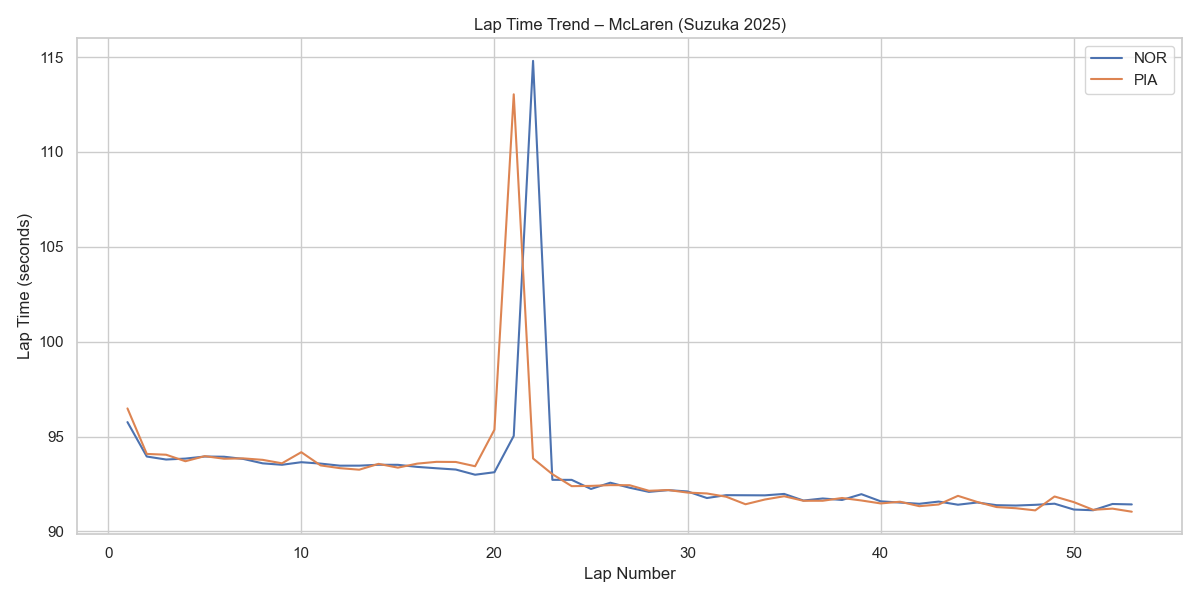 Lap Time Trend – McLaren (Suzuka 2025)
NOR
PIA
Lap Time (seconds)
115
110
105
100
95
90
0 10 20 30 40 50
Lap Number